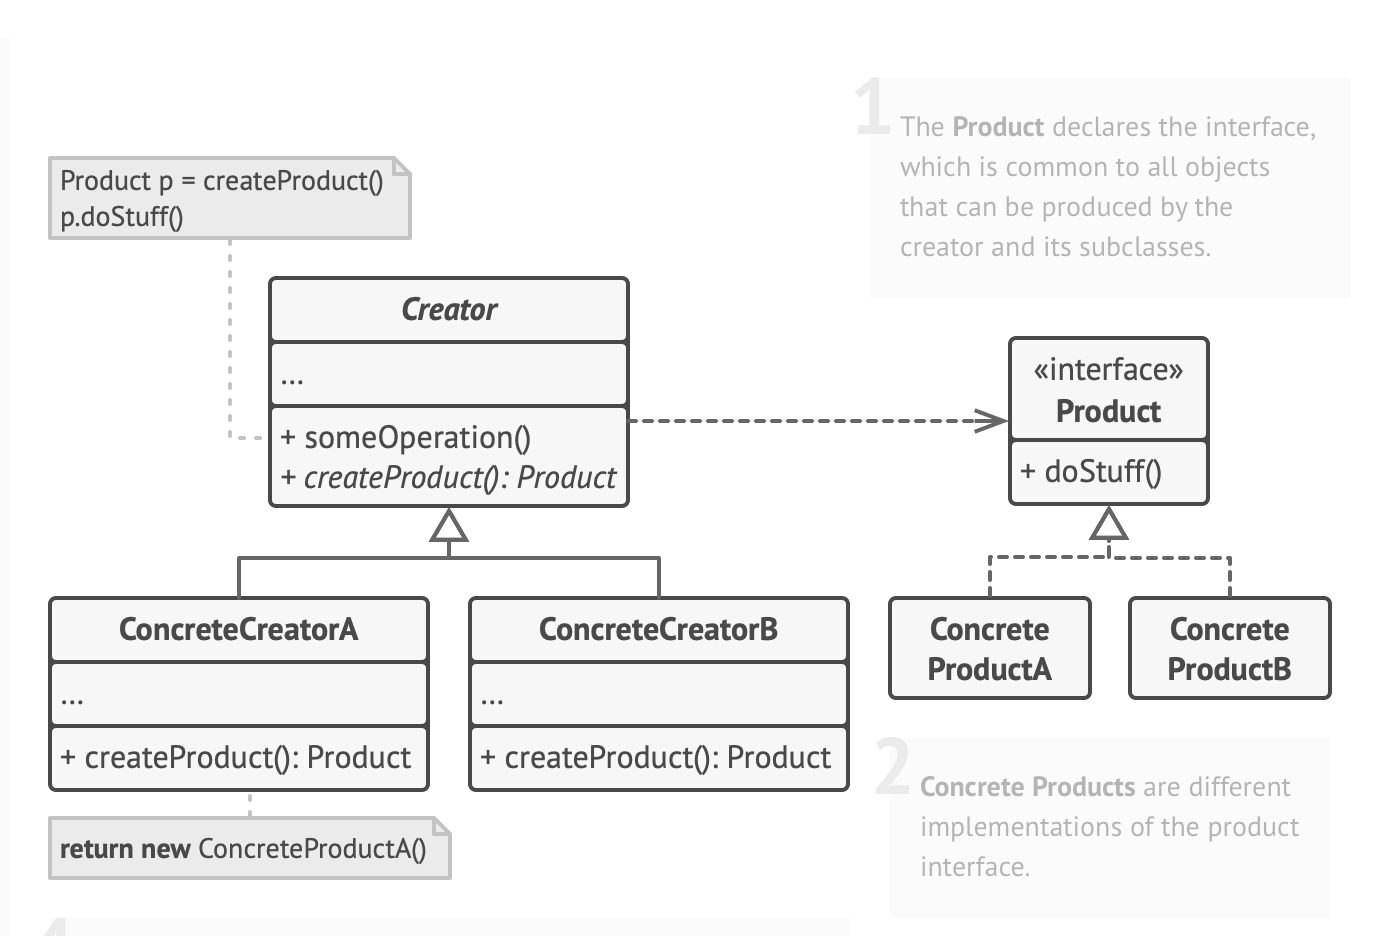 1
The Product declares the interface,
which is common to all objects
that can be produced by the
creator and its subclasses.
Product p = createProduct()
p.doStuff()
Creator
...
+ someOperation()
+ createProduct(): Product
«interface»
Product
+ doStuff()
ConcreteCreatorA
...
+ createProduct(): Product
ConcreteCreatorB
...
+ createProduct(): Product
Concrete
ProductA
Concrete
ProductB
return new ConcreteProductA()
2
Concrete Products are different
implementations of the product
interface.